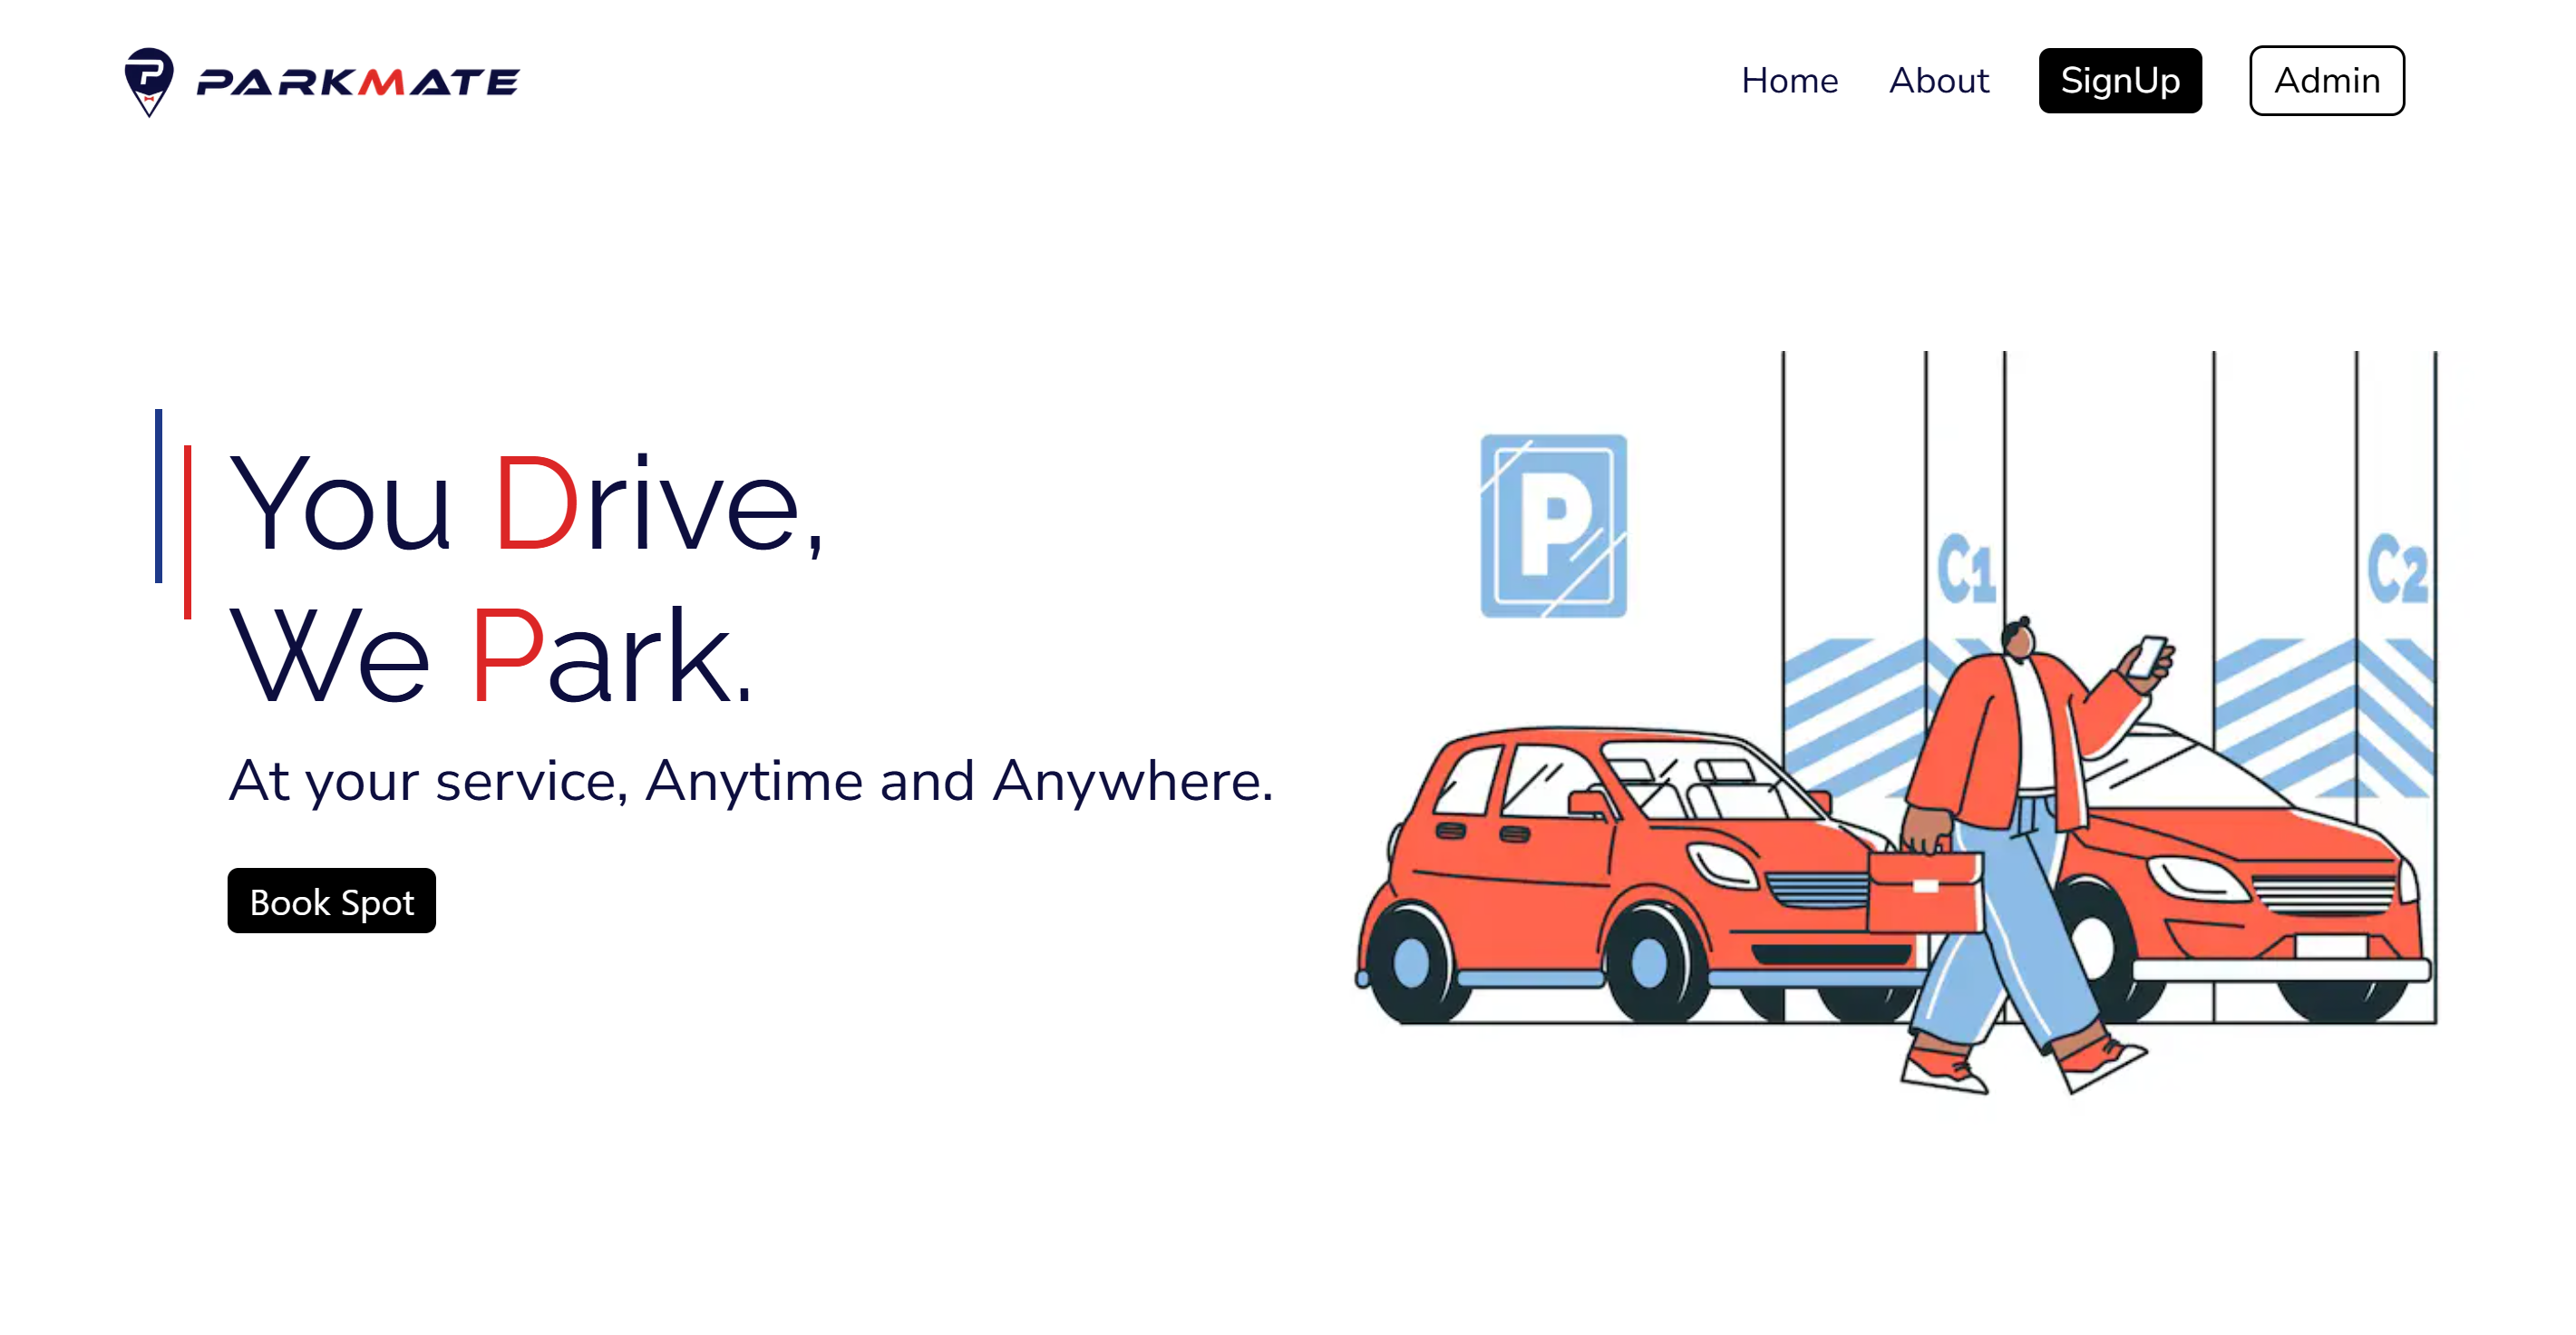 PARKMATE
Home About SignUp Admin
You Drive,
We Park.
At your service, Anytime and Anywhere.
Book Spot
P
C1
C2